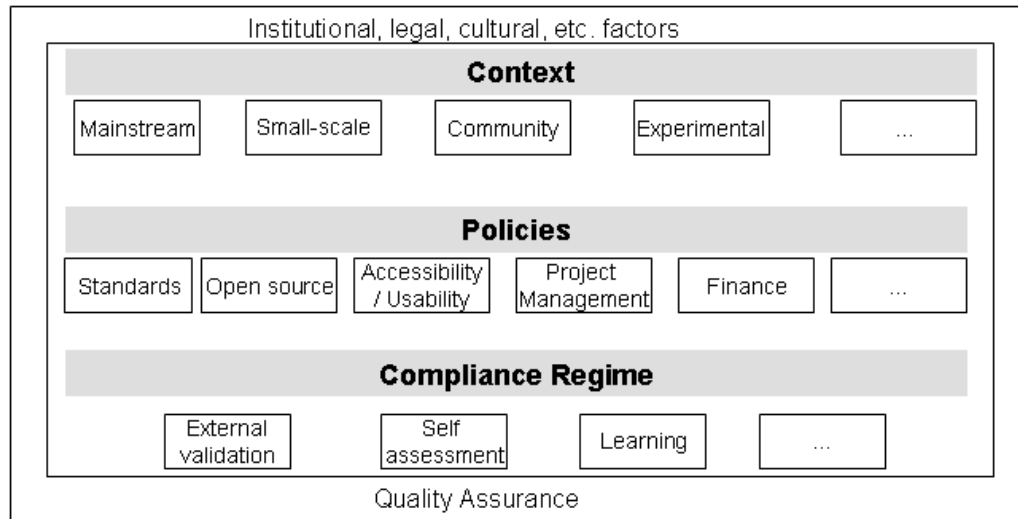 Institutional, legal, cultural, etc. factors
Context
Mainstream
Small-scale
Community
Experimental
...
Policies
Standards
Open source
Accessibility
/ Usability
Project
Management
Finance
...
Compliance Regime
External
validation
Self
assessment
Learning
...
Quality Assurance